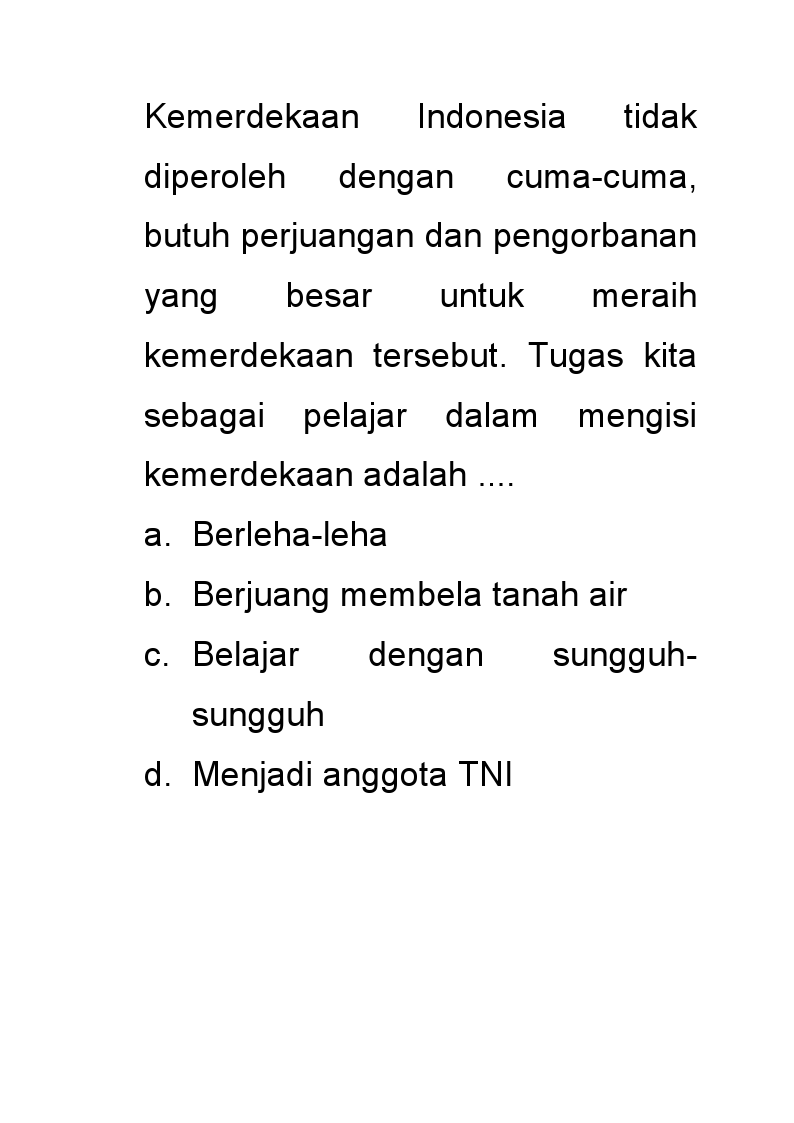 Kemerdekaan Indonesia tidak
diperoleh dengan cuma-cuma,
butuh perjuangan dan pengorbanan
yang besar untuk meraih
kemerdekaan tersebut. Tugas kita
sebagai pelajar dalam mengisi
kemerdekaan adalah ....
a. Berleha-leha
b. Berjuang membela tanah air
c. Belajar dengan sungguh-
sungguh
d. Menjadi anggota TNI